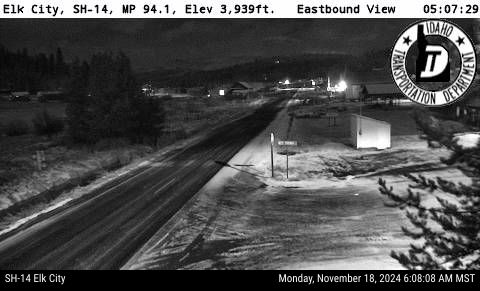 Elk City, SH-14, MP 94.1, Elev 3,939ft. Eastbound View 05:07:29
IDAHO
TRANSPORTATION DEPARTMENT
SH-14 Elk City
Monday, November 18, 2024 6:08:08 AM MST